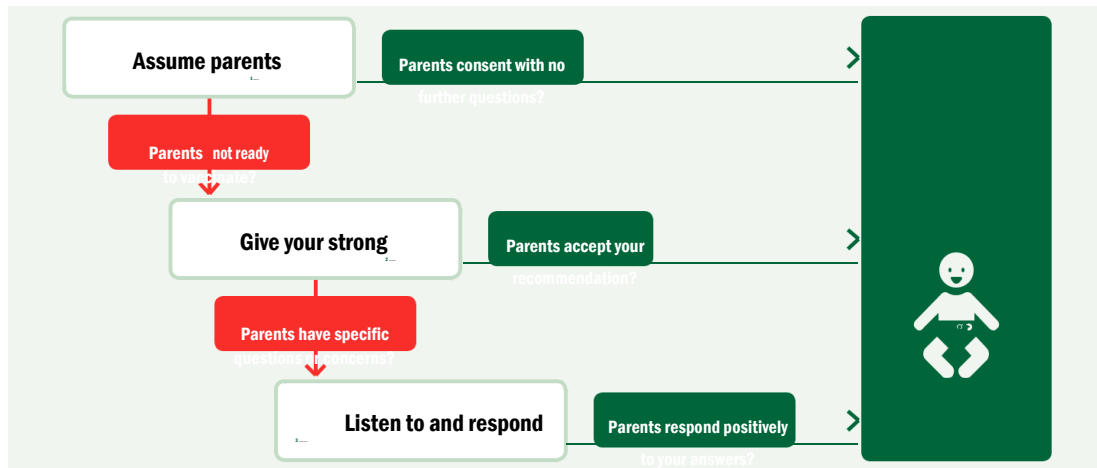 Assume parents
Parents consent with no
further questions?
Parents not ready
to vaccinate?
Give your strong
Parents accept your
recommendation?
Parents have specific
questions or concerns?
Listen to and respond
Parents respond positively
to your answers?